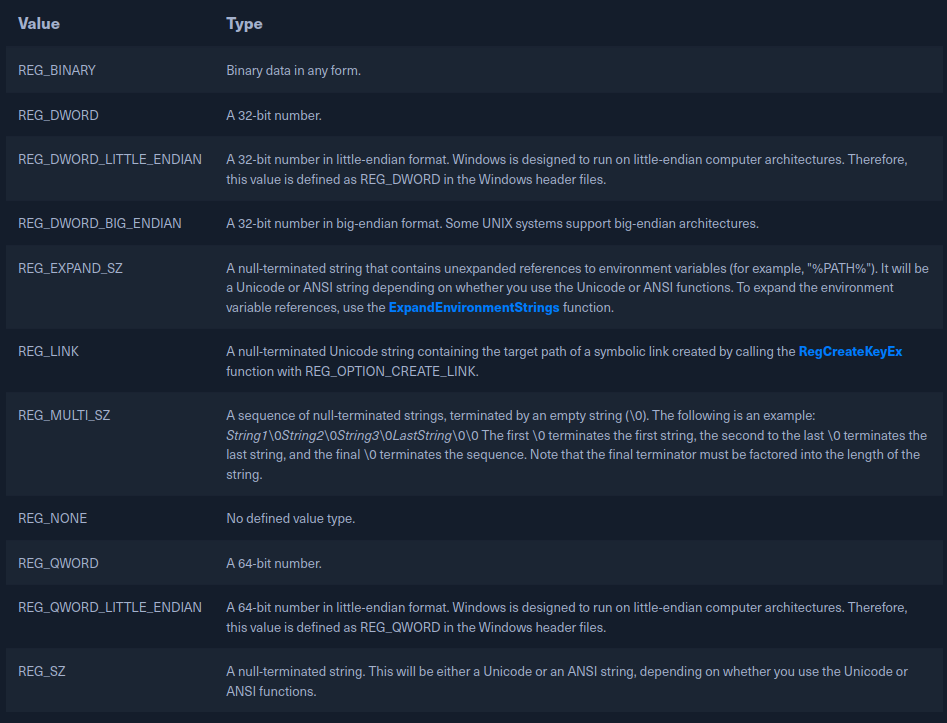 Value Type
REG_BINARY Binary data in any form.
REG_DWORD A 32-bit number.
REG_DWORD_LITTLE_ENDIAN A 32-bit number in little-endian format. Windows is designed to run on little-endian computer architectures. Therefore,
this value is defined as REG_DWORD in the Windows header files.
REG_DWORD_BIG_ENDIAN A 32-bit number in big-endian format. Some UNIX systems support big-endian architectures.
REG_EXPAND_SZ A null-terminated string that contains unexpanded references to environment variables (for example, "%PATH%"). It will be
a Unicode or ANSI string depending on whether you use the Unicode or ANSI functions. To expand the environment
variable references, use the ExpandEnvironmentStrings function.
REG_LINK A null-terminated Unicode string containing the target path of a symbolic link created by calling the RegCreateKeyEx
function with REG_OPTION_CREATE_LINK.
REG_MULTI_SZ A sequence of null-terminated strings, terminated by an empty string (\0). The following is an example:
String1\0String2\0String3\0LastString\0\0 The first \0 terminates the first string, the second to the last \0 terminates the
last string, and the final \0 terminates the sequence. Note that the final terminator must be factored into the length of the
string.
REG_NONE No defined value type.
REG_QWORD A 64-bit number.
REG_QWORD_LITTLE_ENDIAN A 64-bit number in little-endian format. Windows is designed to run on little-endian computer architectures. Therefore,
this value is defined as REG_QWORD in the Windows header files.
REG_SZ A null-terminated string. This will be either a Unicode or an ANSI string, depending on whether you use the Unicode or
ANSI functions.